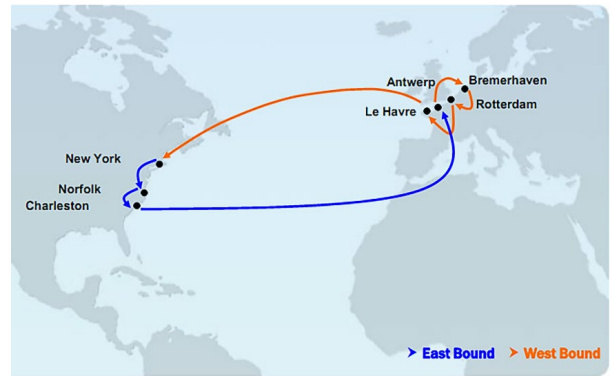 Antwerp
Bremerhaven
Le Havre
Rotterdam
New York
Norfolk
Charleston
East Bound
West Bound